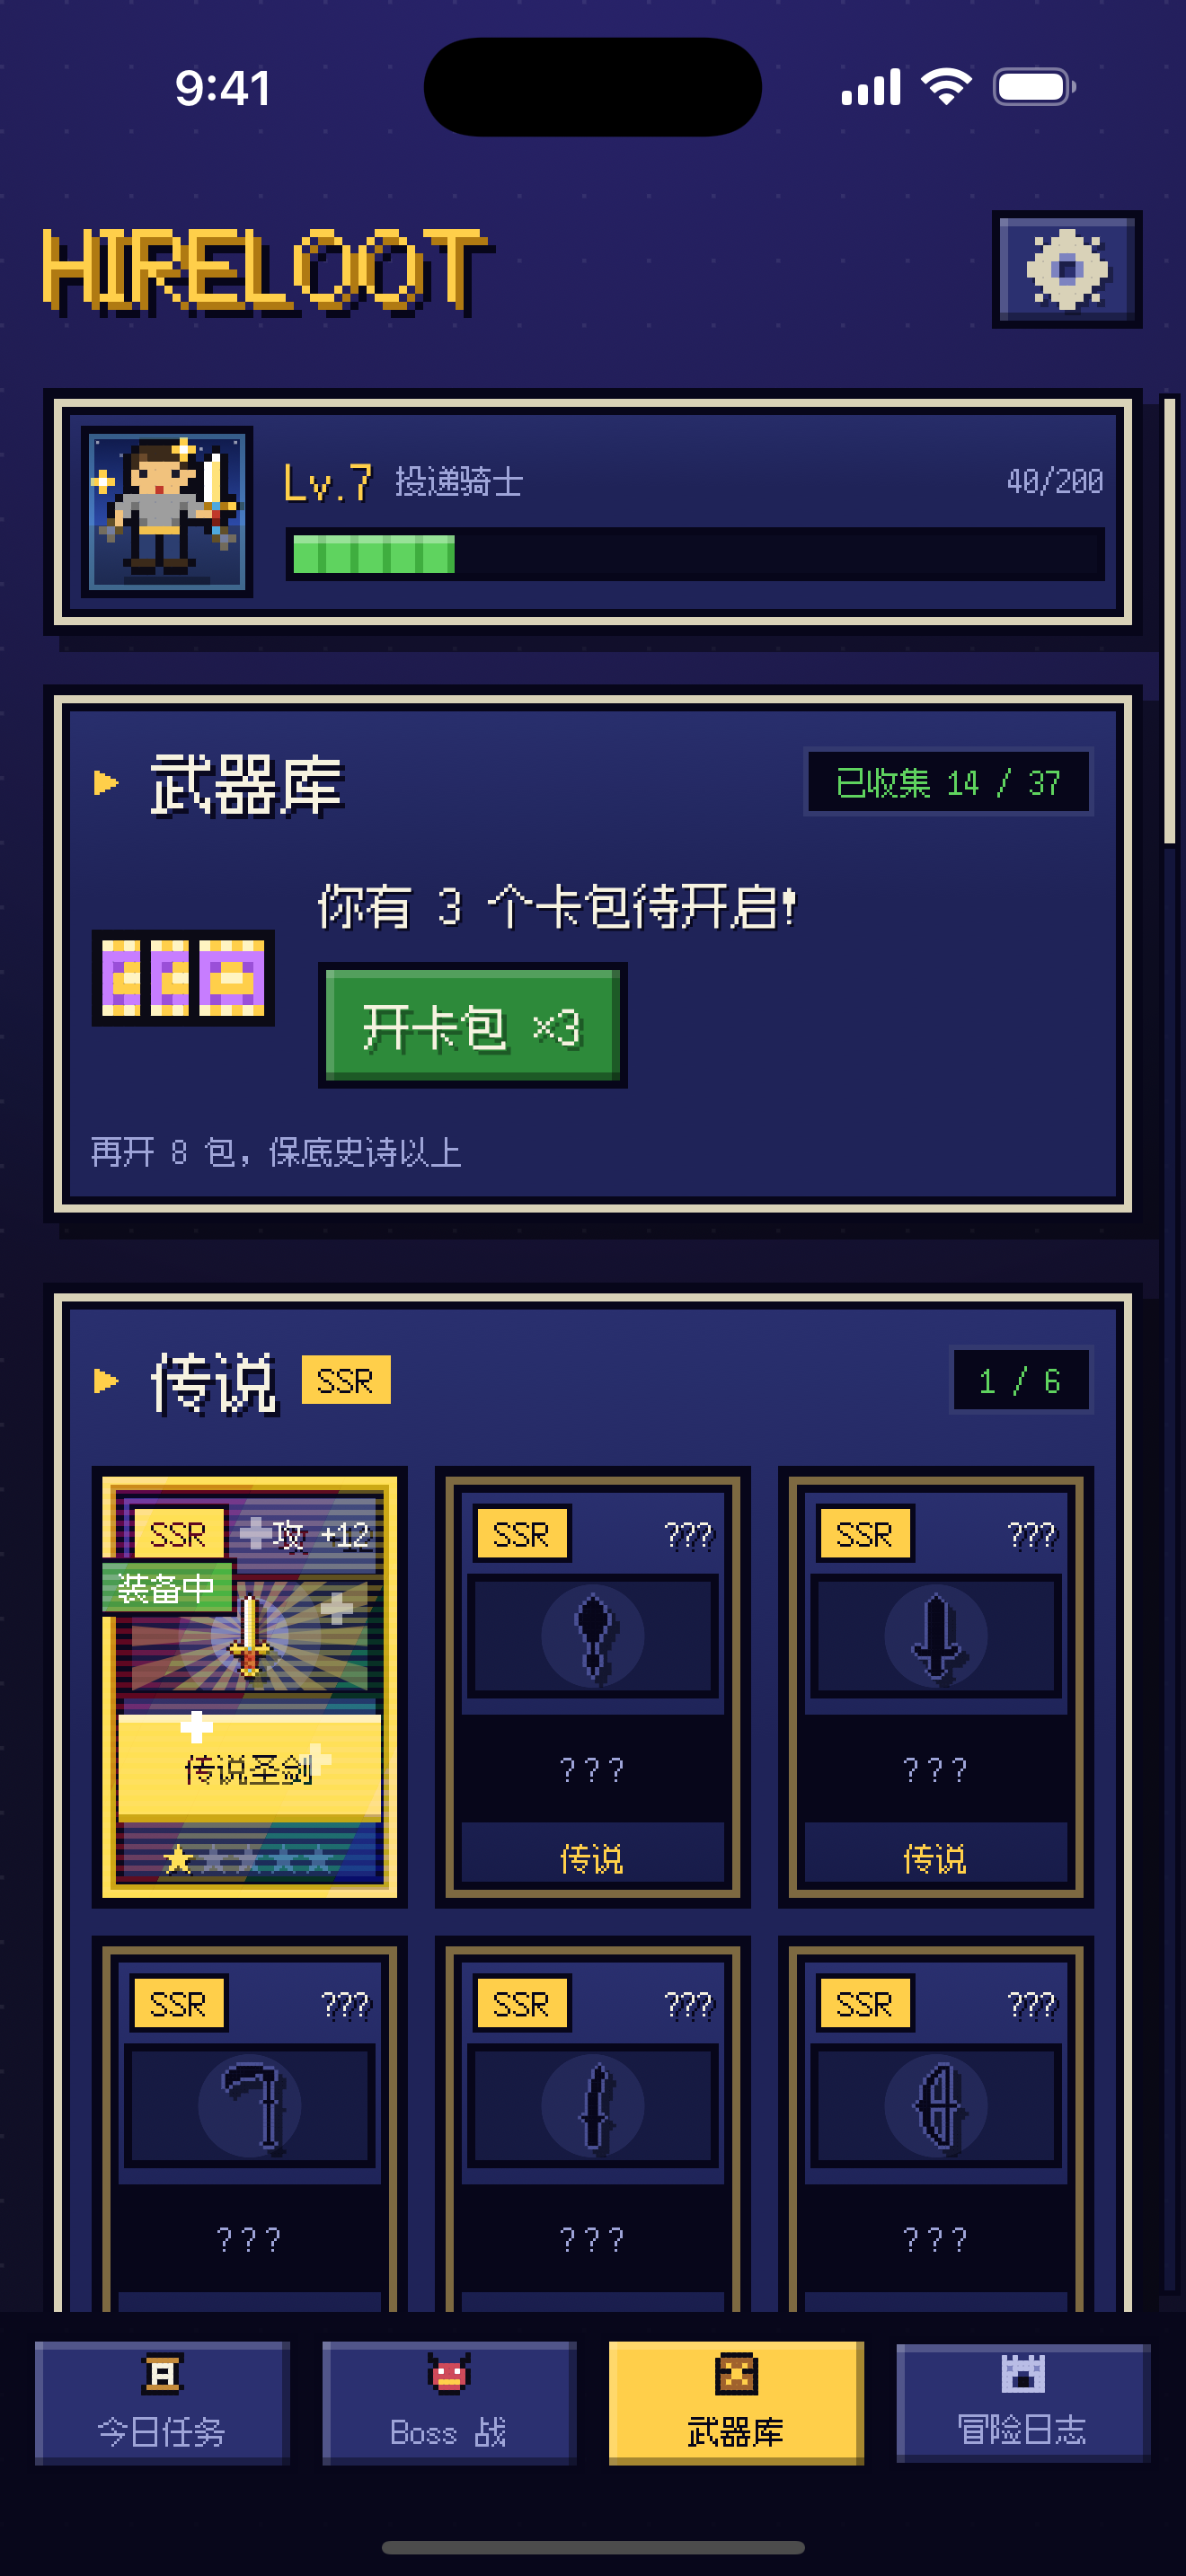 9:41
HIRELOOT
Lv.7 投递骑士 40/200
武器库 已收集 14 / 37
你有 3 个卡包待开启!
开卡包 ×3
再开 8 包，保底史诗以上
传说 SSR 1 / 6
SSR 攻 +12
装备中
传说圣剑
SSR ???
???
传说
SSR ???
???
传说
SSR ???
???
SSR ???
???
SSR ???
???
今日任务
Boss 战
武器库
冒险日志